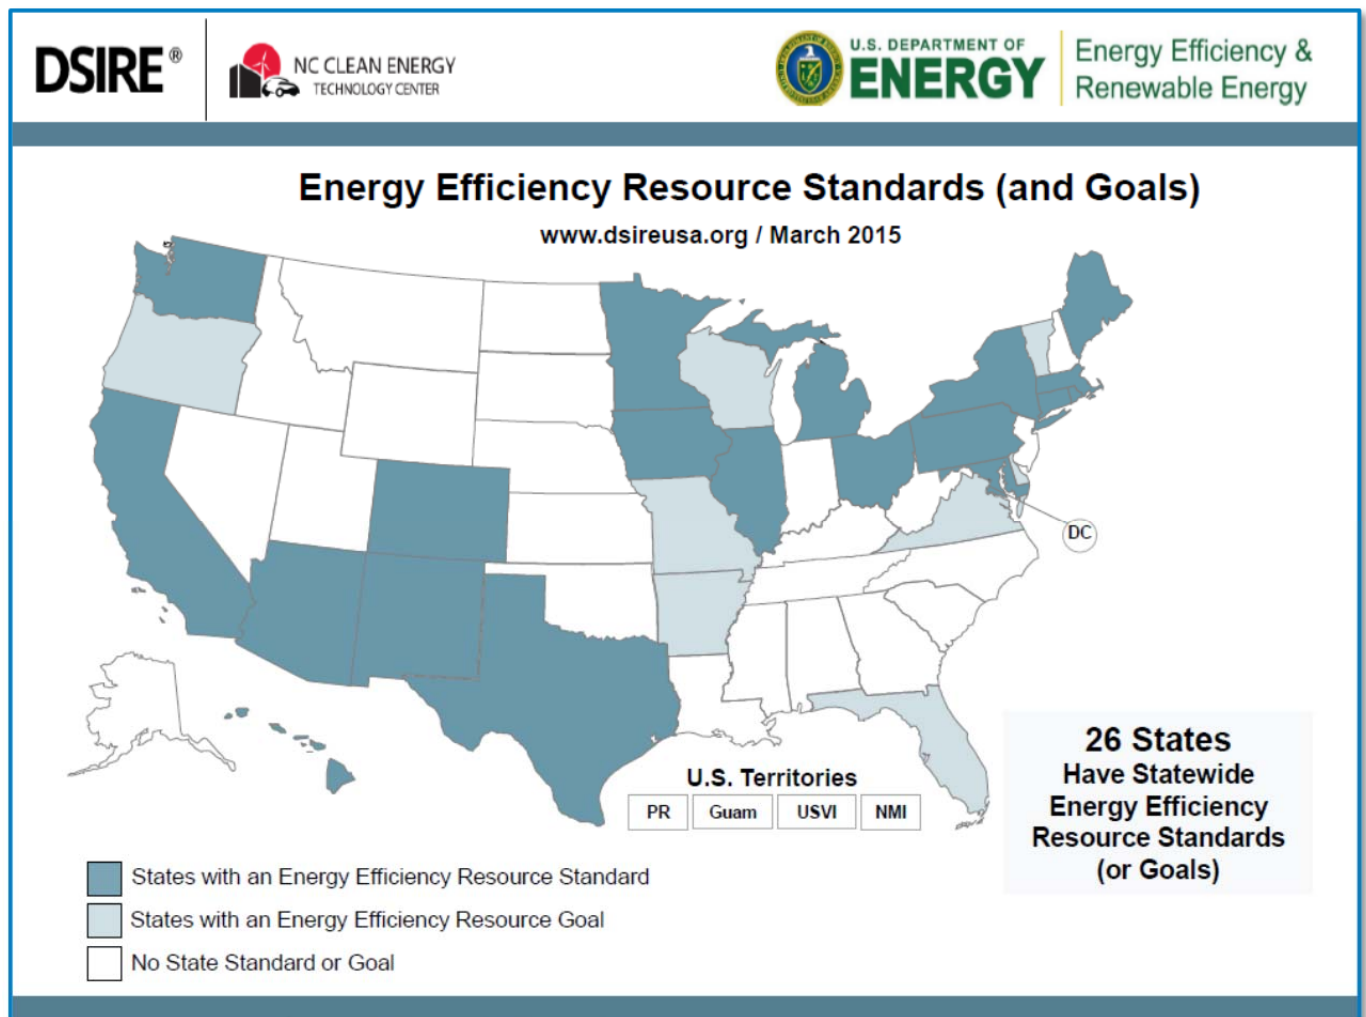 DSIRE®
NC CLEAN ENERGY
TECHNOLOGY CENTER
U.S. DEPARTMENT OF
ENERGY
Energy Efficiency &
Renewable Energy
Energy Efficiency Resource Standards (and Goals)
www.dsireusa.org / March 2015
DC
U.S. Territories
PR
Guam
USVI
NMI
26 States
Have Statewide
Energy Efficiency
Resource Standards
(or Goals)
States with an Energy Efficiency Resource Standard
States with an Energy Efficiency Resource Goal
No State Standard or Goal